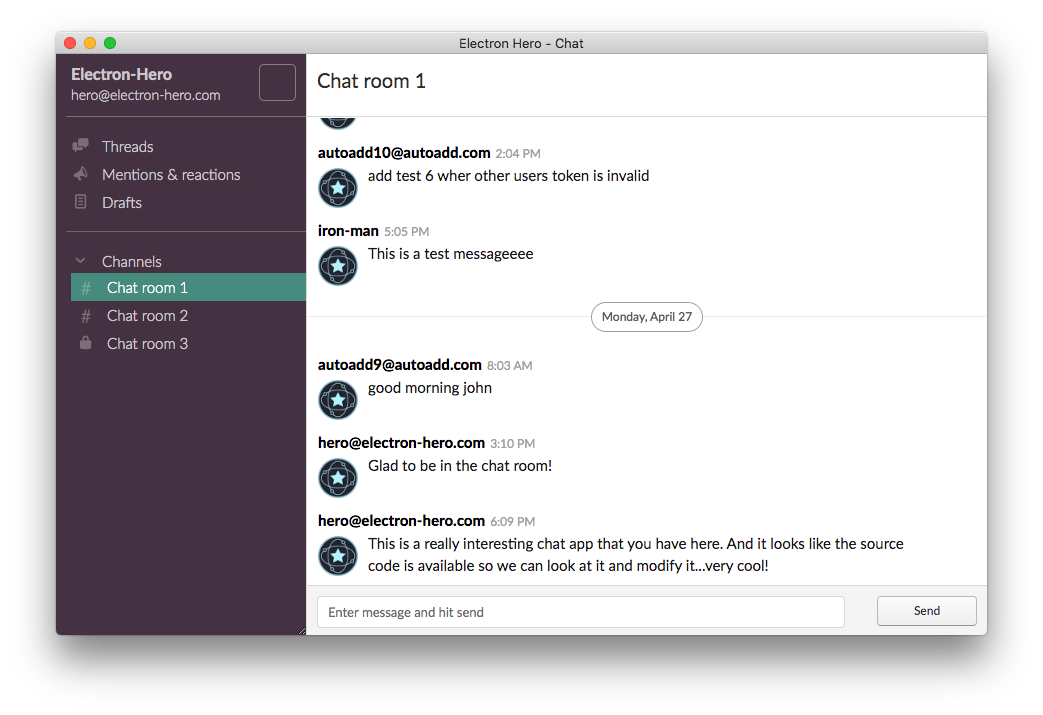 Electron Hero - Chat
Electron-Hero
hero@electron-hero.com
Threads
Mentions & reactions
Drafts
Channels
# Chat room 1
# Chat room 2
Chat room 3
Chat room 1
autoadd10@autoadd.com 2:04 PM
add test 6 wher other users token is invalid
iron-man 5:05 PM
This is a test messageeee
Monday, April 27
autoadd9@autoadd.com 8:03 AM
good morning john
hero@electron-hero.com 3:10 PM
Glad to be in the chat room!
hero@electron-hero.com 6:09 PM
This is a really interesting chat app that you have here. And it looks like the source
code is available so we can look at it and modify it...very cool!
Enter message and hit send
Send